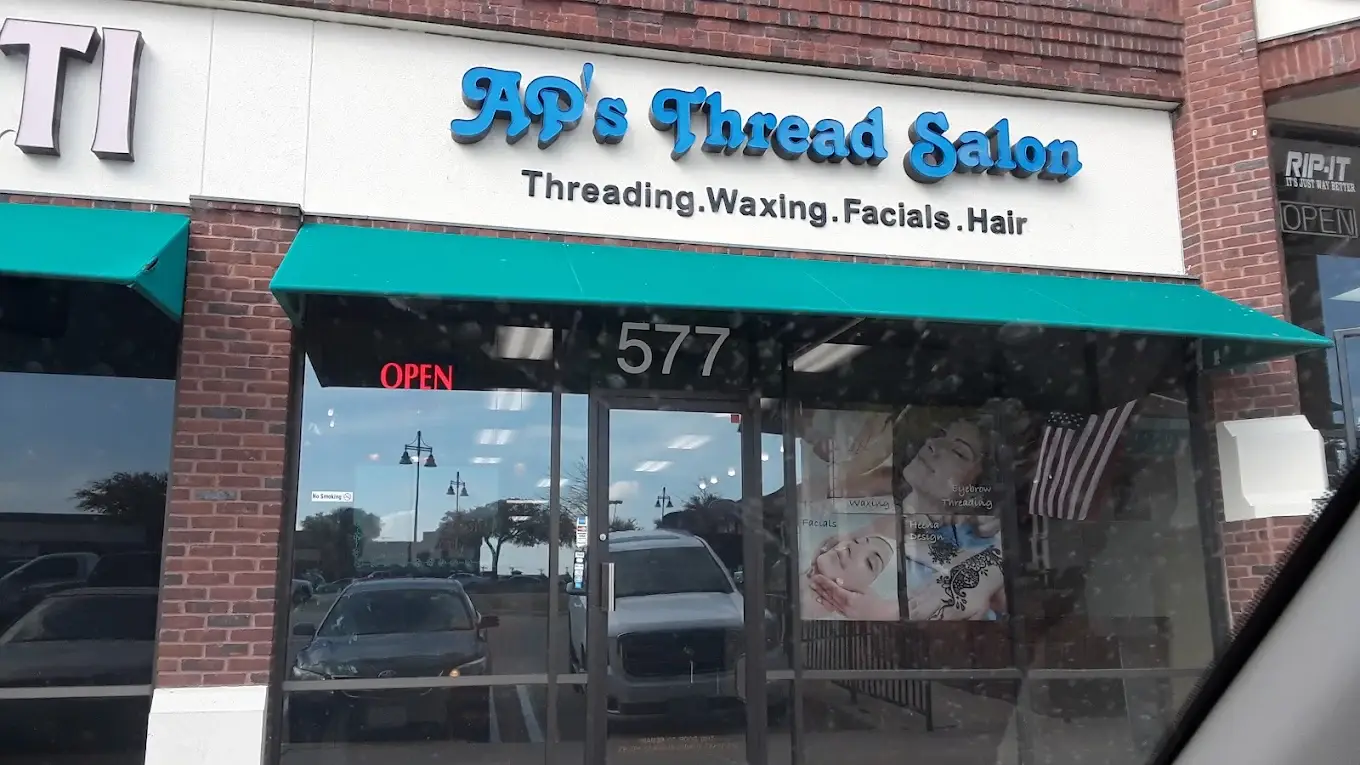 TI
AP's Thread Salon
Threading.Waxing.Facials.Hair
RIP-IT
IT'S JUST WAY BETTER
OPEN
577
OPEN
No Smoking
Waxing
Eyebrow
Threading
Facials
Heena
Design